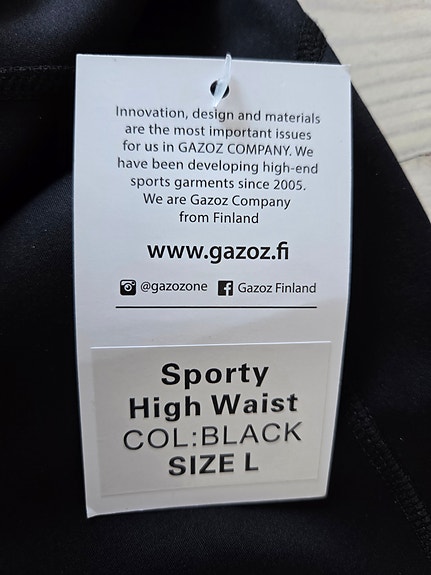 Innovation, design and materials
are the most important issues
for us in GAZOZ COMPANY. We
have been developing high-end
sports garments since 2005.
We are Gazoz Company
from Finland
www.gazoz.fi
@gazozone Gazoz Finland
Sporty
High Waist
COL:BLACK
SIZE L